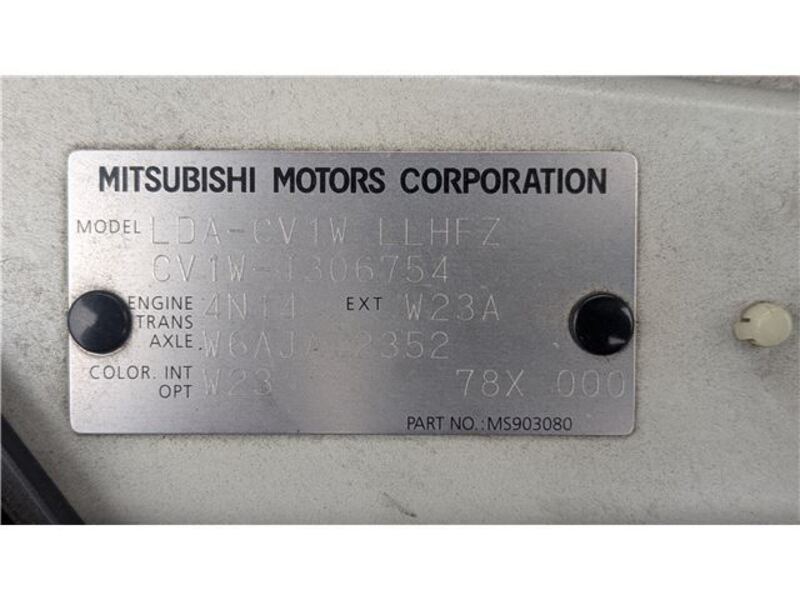 MITSUBISHI MOTORS CORPORATION
MODEL LDA-CV1W LLHFZ
CV1W-1306754
ENGINE 4N14 EXT W23A
TRANS
AXLE. W6AJA 2352
COLOR. INT W23 78X 000
OPT
PART NO.:MS903080